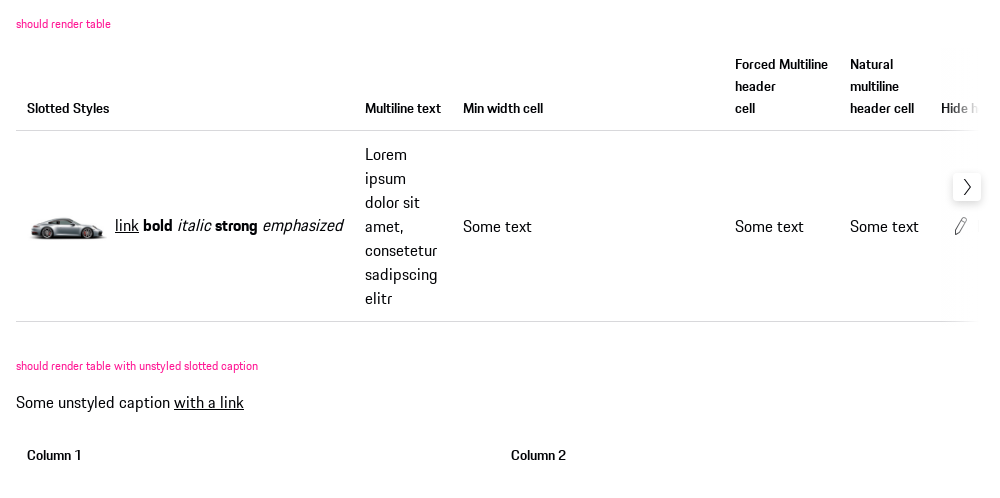 should render table
Forced Multiline Natural
header multiline
Slotted Styles Multiline text Min width cell cell header cell Hide
Lorem
ipsum
dolor sit
link bold italic strong emphasized amet, Some text Some text Some text
consetetur
sadipscing
elitr
should render table with unstyled slotted caption
Some unstyled caption with a link
Column 1 Column 2